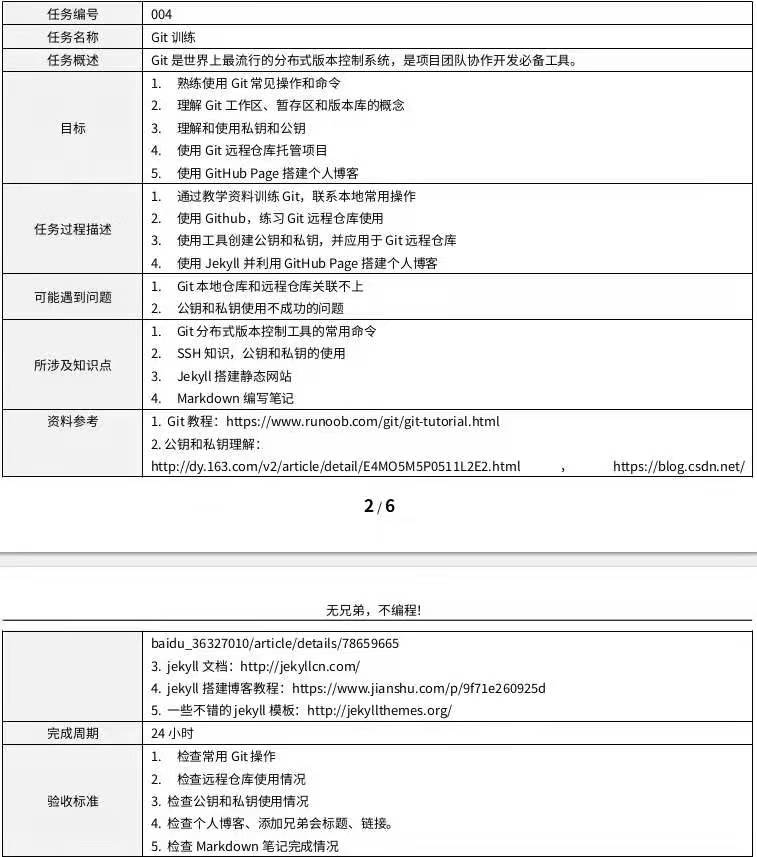 任务编号 004
任务名称 Git 训练
任务概述 Git 是世界上最流行的分布式版本控制系统，是项目团队协作开发必备工具。
目标
1. 熟练使用 Git 常见操作和命令
2. 理解 Git 工作区、暂存区和版本库的概念
3. 理解和使用私钥和公钥
4. 使用 Git 远程仓库托管项目
5. 使用 GitHub Page 搭建个人博客
任务过程描述
1. 通过教学资料训练 Git，联系本地常用操作
2. 使用 Github，练习 Git 远程仓库使用
3. 使用工具创建公钥和私钥，并应用于 Git 远程仓库
4. 使用 Jekyll 并利用 GitHub Page 搭建个人博客
可能遇到问题
1. Git 本地仓库和远程仓库关联不上
2. 公钥和私钥使用不成功的问题
所涉及知识点
1. Git 分布式版本控制工具的常用命令
2. SSH 知识，公钥和私钥的使用
3. Jekyll 搭建静态网站
4. Markdown 编写笔记
资料参考
1. Git 教程：https://www.runoob.com/git/git-tutorial.html
2. 公钥和私钥理解：
http://dy.163.com/v2/article/detail/E4MO5M5P0511L2E2.html ， https://blog.csdn.net/
2 / 6
无兄弟，不编程!
baidu_36327010/article/details/78659665
3. jekyll 文档：http://jekyllcn.com/
4. jekyll 搭建博客教程：https://www.jianshu.com/p/9f71e260925d
5. 一些不错的 jekyll 模板：http://jekyllthemes.org/
完成周期 24 小时
验收标准
1. 检查常用 Git 操作
2. 检查远程仓库使用情况
3. 检查公钥和私钥使用情况
4. 检查个人博客、添加兄弟会标题、链接。
5. 检查 Markdown 笔记完成情况